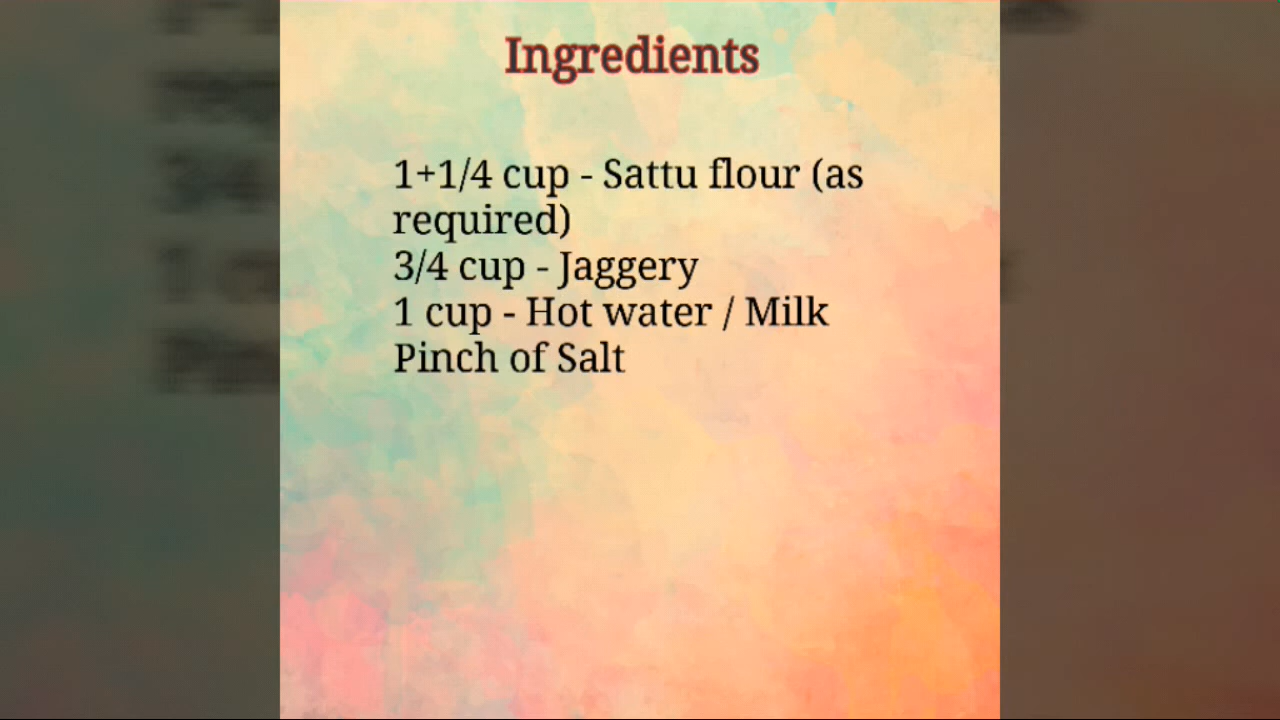 Ingredients
1+1/4 cup - Sattu flour (as
required)
3/4 cup - Jaggery
1 cup - Hot water / Milk
Pinch of Salt